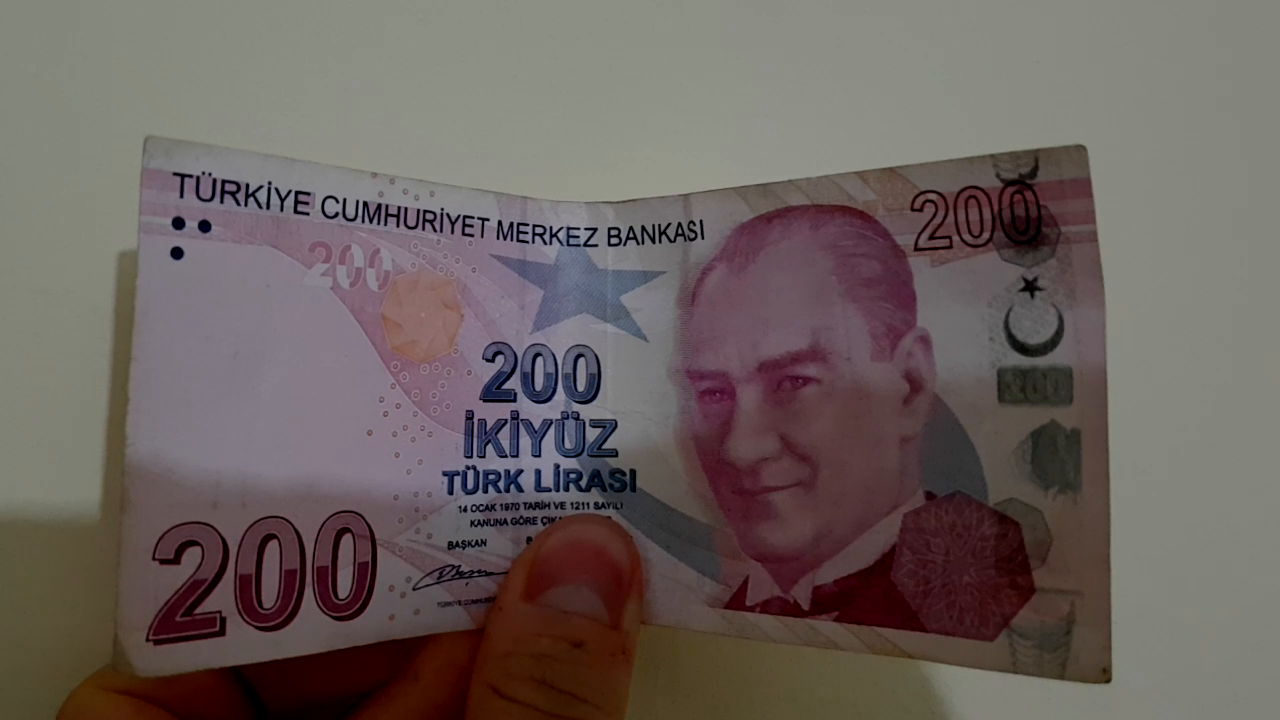 TÜRKİYE CUMHURİYET MERKEZ BANKASI
200
200
200
İKİYÜZ
TÜRK LİRASI
200
14 OCAK 1970 TARİH VE 1211 SAYILI
KANUNA GÖRE
BAŞKAN
200